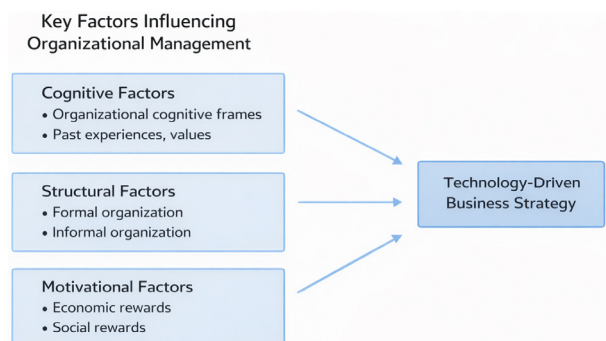 Key Factors Influencing
Organizational Management
Cognitive Factors
• Organizational cognitive frames
• Past experiences, values
Structural Factors
• Formal organization
• Informal organization
Motivational Factors
• Economic rewards
• Social rewards
Technology-Driven
Business Strategy